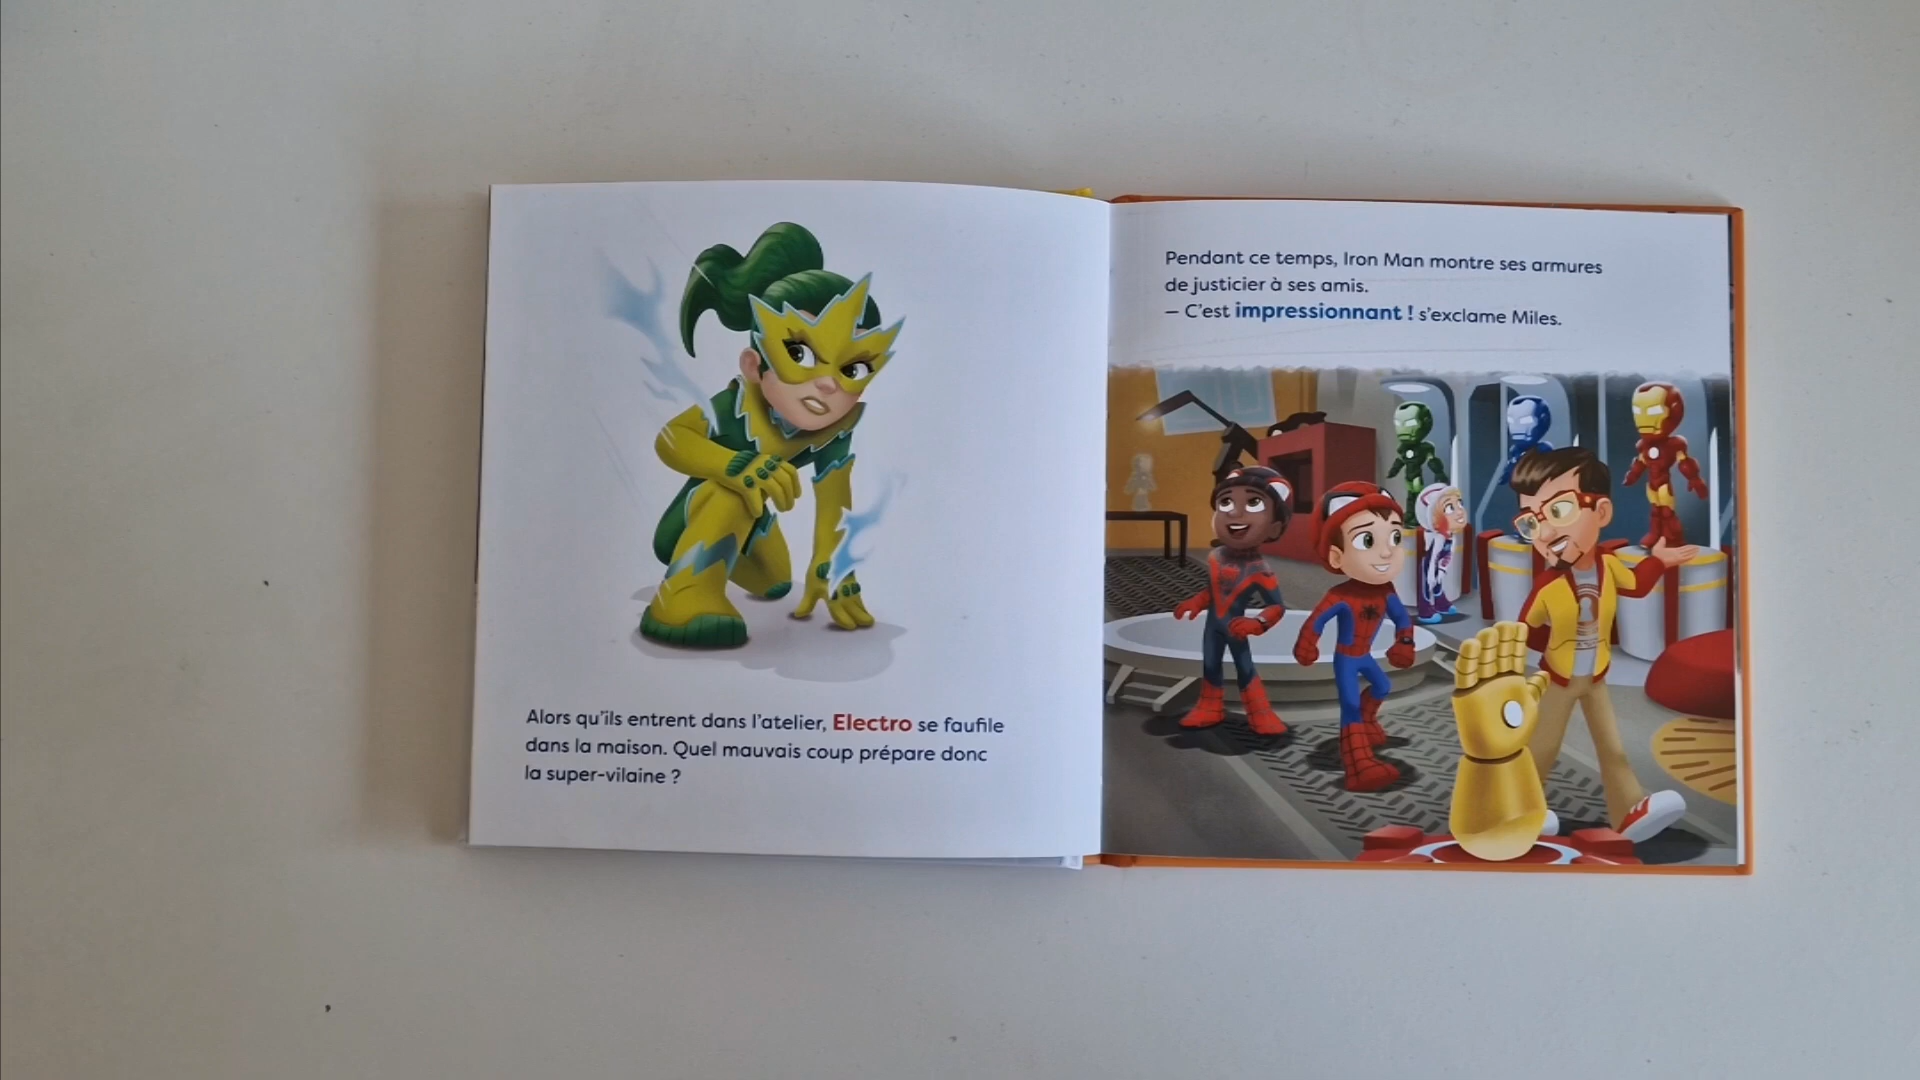 Alors qu'ils entrent dans l'atelier, Electro se faufile
dans la maison. Quel mauvais coup prépare donc
la super-vilaine ?
Pendant ce temps, Iron Man montre ses armures
de justicier à ses amis.
– C'est impressionnant ! s'exclame Miles.